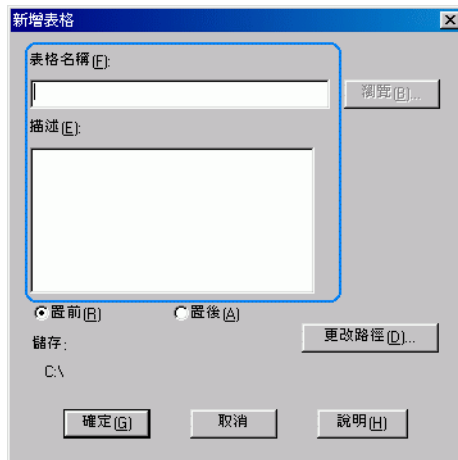 新增表格
表格名稱(F):
瀏覽(B)...
描述(E):
置前(R) 置後(A)
儲存:
更改路徑(D)...
C:\
確定(G) 取消 說明(H)